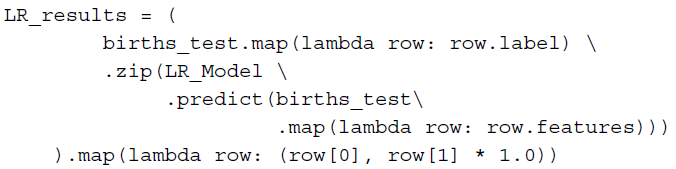 LR_results = (
        births_test.map(lambda row: row.label) \
        .zip(LR_Model \
             .predict(births_test\
                      .map(lambda row: row.features)))
    ).map(lambda row: (row[0], row[1] * 1.0))